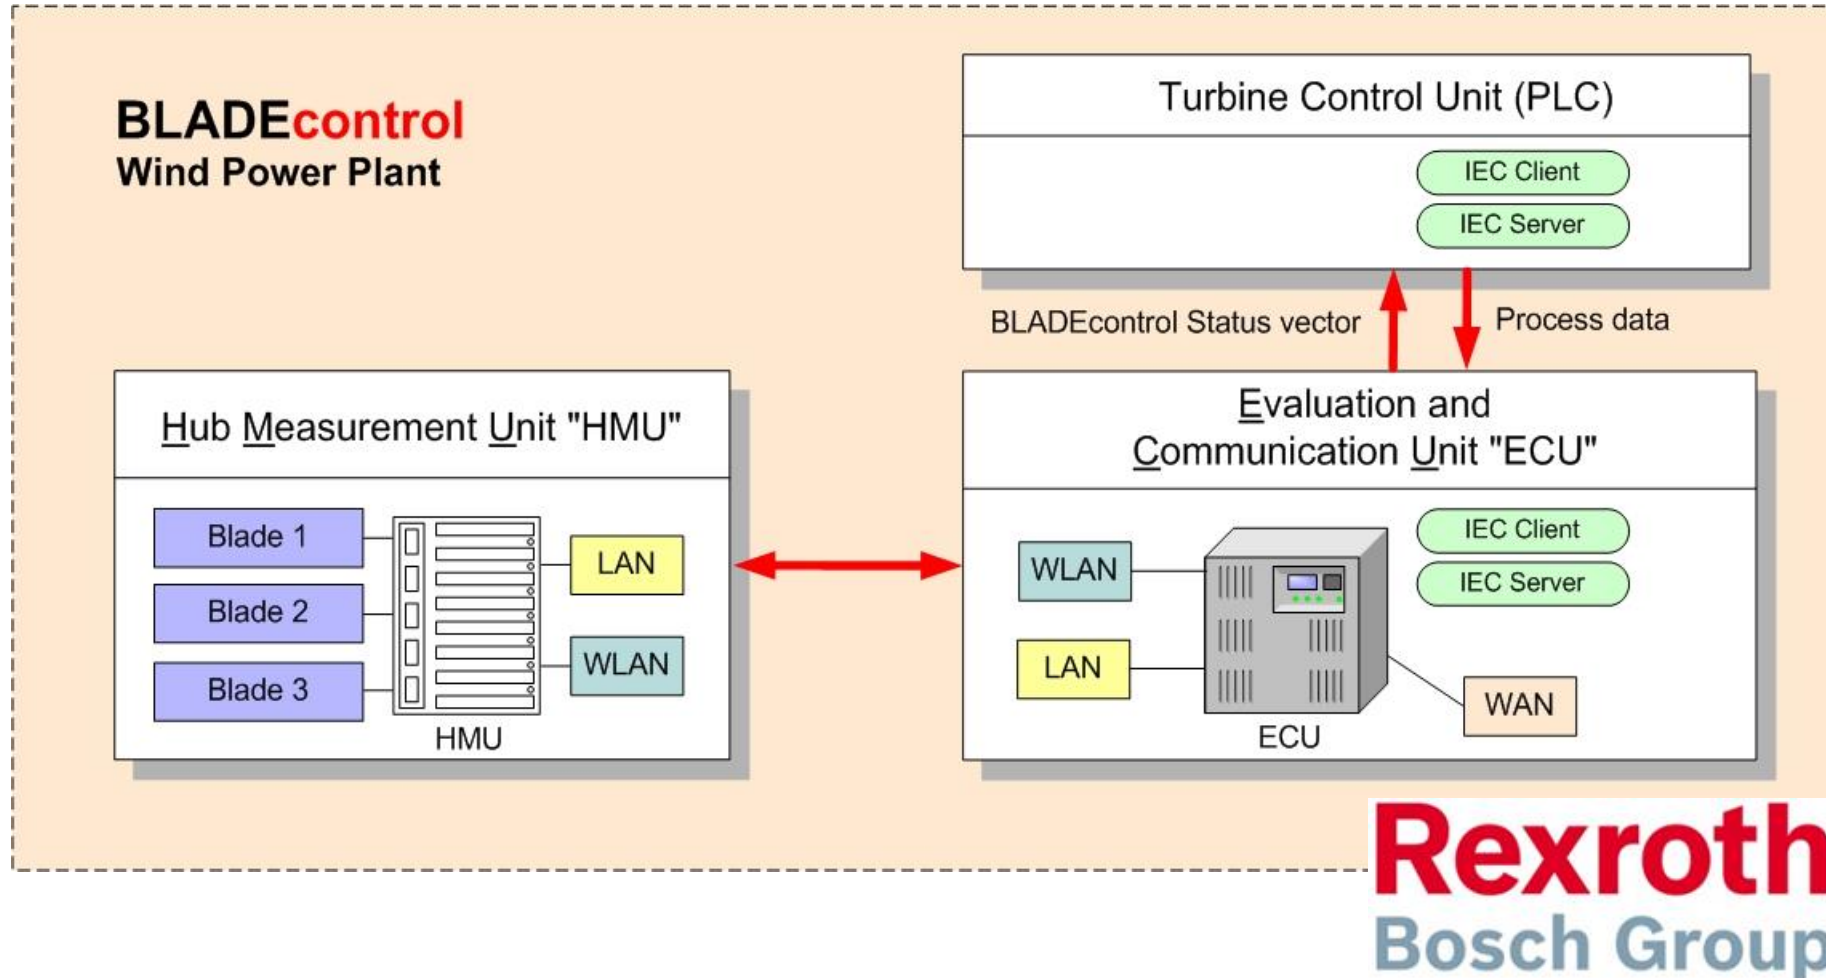 BLADEcontrol
Wind Power Plant
Turbine Control Unit (PLC)
IEC Client
IEC Server
BLADEcontrol Status vector
Process data
Hub Measurement Unit "HMU"
Blade 1
Blade 2
Blade 3
LAN
WLAN
HMU
Evaluation and
Communication Unit "ECU"
WLAN
LAN
IEC Client
IEC Server
WAN
ECU
Rexroth
Bosch Group